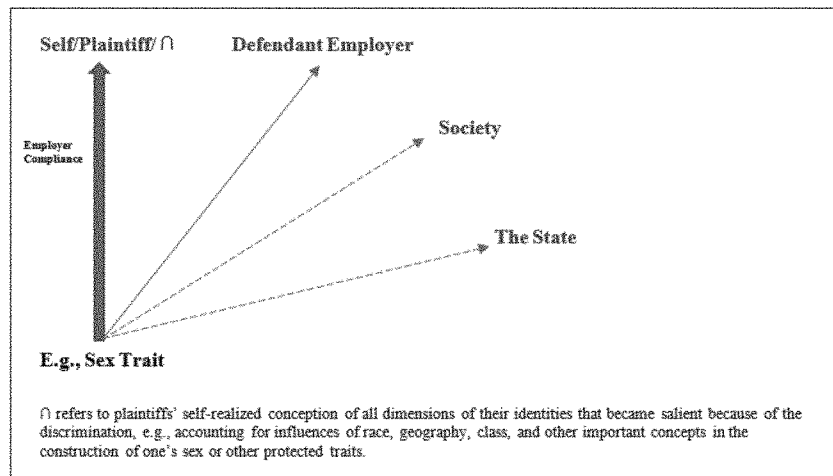 Self/Plaintiff/ ∩
Defendant Employer
Employer
Compliance
Society
The State
E.g., Sex Trait
∩ refers to plaintiffs’ self-realized conception of all dimensions of their identities that became salient because of the
discrimination, e.g., accounting for influences of race, geography, class, and other important concepts in the
construction of one’s sex or other protected traits.